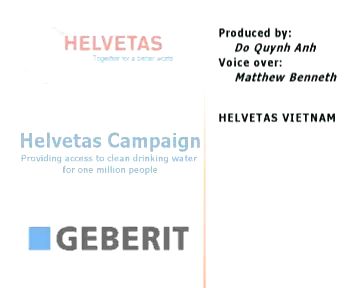 HELVETAS
Together for a better world
Helvetas Campaign
Providing access to clean drinking water
for one million people
GEBERIT
Produced by:
Do Quynh Anh
Voice over:
Matthew Benneth
HELVETAS VIETNAM